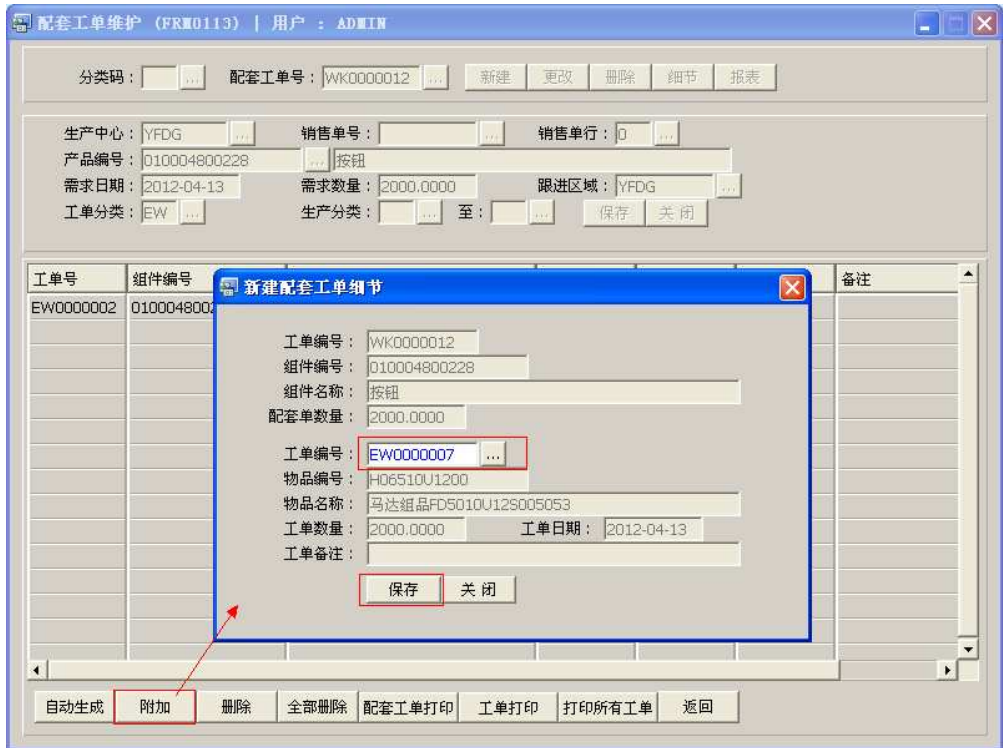 配套工单维护 (FRM0113) | 用户 : ADMIN
分类码: ... 配套工单号: WK0000012 ... 新建 更改 删除 细节 报表
生产中心: YFDG ... 销售单号: ... 销售单行: 0 ...
产品编号: 010004800228 ... 按钮
需求日期: 2012-04-13 需求数量: 2000.0000 跟进区域: YFDG ...
工单分类: EW ... 生产分类: ... 至: ... 保存 关闭
工单号 组件编号 备注
EW0000002 01000480022
新建配套工单细节
工单编号: WK0000012
组件编号: 010004800228
组件名称: 按钮
配套单数量: 2000.0000
工单编号: EW0000007 ...
物品编号: H06510U1200
物品名称: 马达组品FD5010U12S005053
工单数量: 2000.0000 工单日期: 2012-04-13
工单备注:
保存 关闭
自动生成 附加 删除 全部删除 配套工单打印 工单打印 打印所有工单 返回